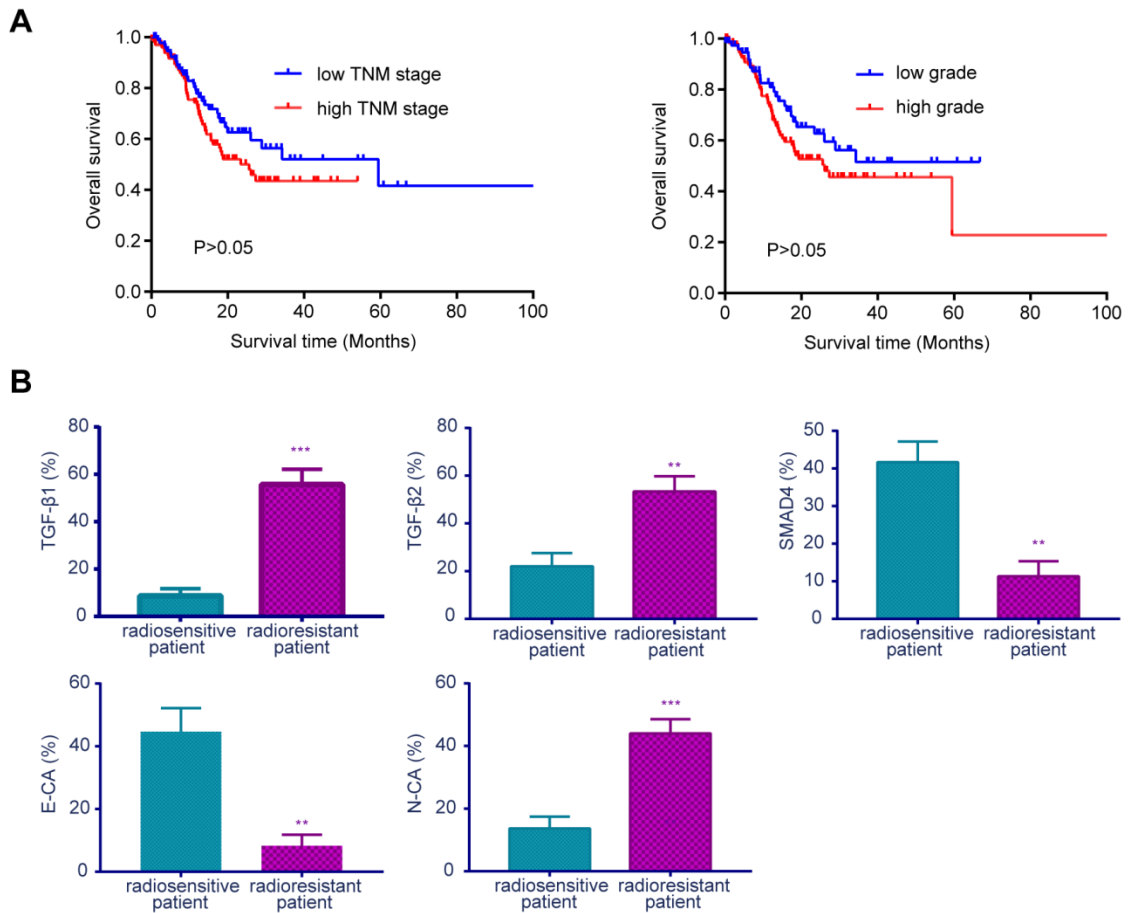 A
Overall survival
1.0
0.8
0.6
0.4
0.2
0.0
low TNM stage
high TNM stage
P>0.05
0 20 40 60 80 100
Survival time (Months)
Overall survival
1.0
0.8
0.6
0.4
0.2
0.0
low grade
high grade
P>0.05
0 20 40 60 80 100
Survival time (Months)
B
TGF-β1 (%)
80
60
40
20
0
***
radiosensitive radioresistant
patient patient
TGF-β2 (%)
80
60
40
20
0
**
radiosensitive radioresistant
patient patient
SMAD4 (%)
50
40
30
20
10
0
**
radiosensitive radioresistant
patient patient
E-CA (%)
60
40
20
0
**
radiosensitive radioresistant
patient patient
N-CA (%)
60
40
20
0
***
radiosensitive radioresistant
patient patient